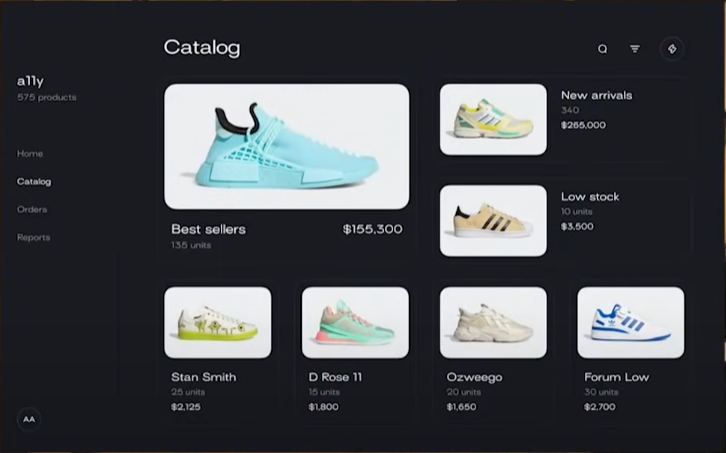 Catalog
a11y
575 products
Home
Catalog
Orders
Reports
AA
Best sellers
$155,300
135 units
New arrivals
340
$265,000
Low stock
10 units
$3,500
Stan Smith
25 units
$2,125
D Rose 11
15 units
$1,800
Ozweego
20 units
$1,650
Forum Low
30 units
$2,700